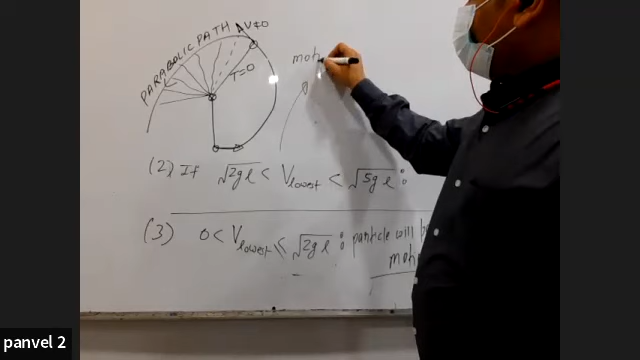 PARABOLIC PATH
V≠0
T=0
moh
(2) If √2gl < Vlowest < √5gl :
(3) 0 < Vlowest ≤ √2gl : particle will b
moh
panvel 2